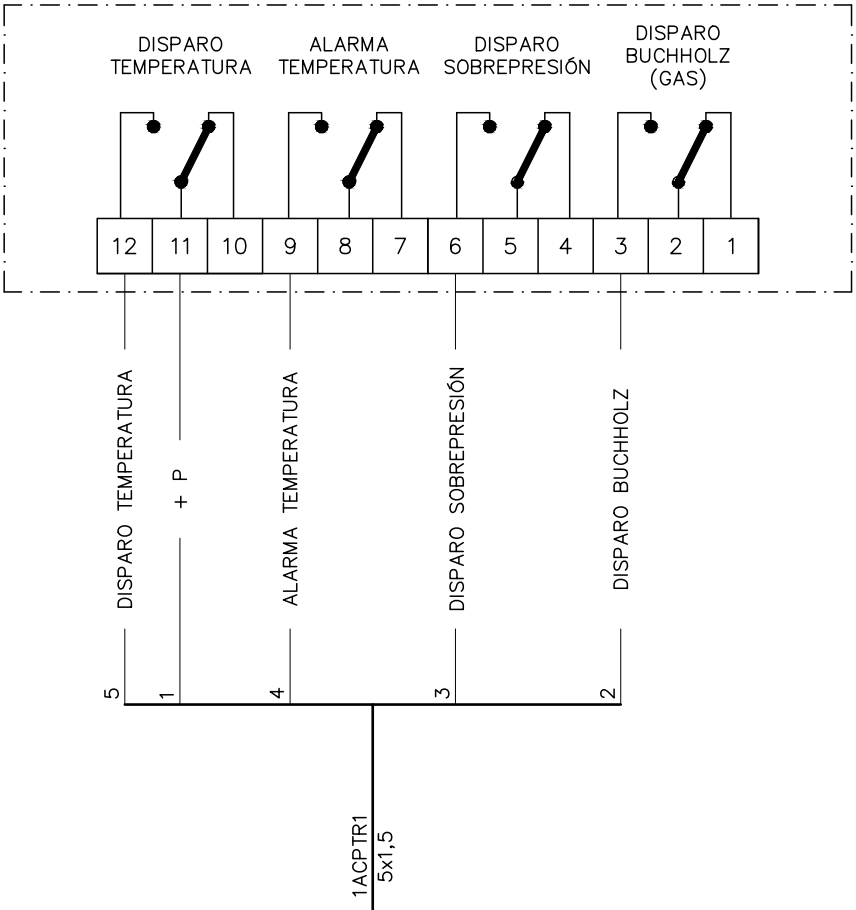 DISPARO
TEMPERATURA
ALARMA
TEMPERATURA
DISPARO
SOBREPRESIÓN
DISPARO
BUCHHOLZ
(GAS)
12 11 10 9 8 7 6 5 4 3 2 1
DISPARO TEMPERATURA
+ P
ALARMA TEMPERATURA
DISPARO SOBREPRESIÓN
DISPARO BUCHHOLZ
5 1 4 3 2
1ACPTR1
5x1,5